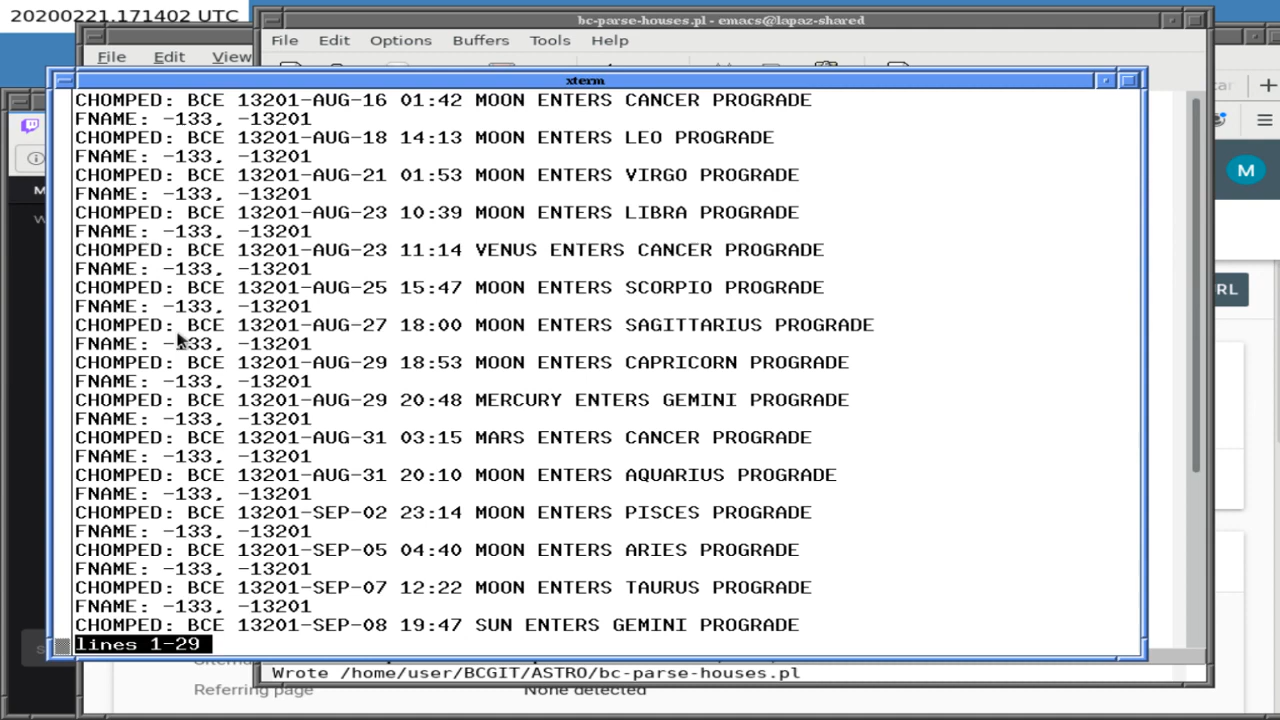 20200221.171402 UTC
bc-parse-houses.pl - emacs@lapaz-shared
File Edit Options Buffers Tools Help
File Edit View
xterm
CHOMPED: BCE 13201-AUG-16 01:42 MOON ENTERS CANCER PROGRADE
FNAME: -133, -13201
CHOMPED: BCE 13201-AUG-18 14:13 MOON ENTERS LEO PROGRADE
FNAME: -133, -13201
CHOMPED: BCE 13201-AUG-21 01:53 MOON ENTERS VIRGO PROGRADE
FNAME: -133, -13201
CHOMPED: BCE 13201-AUG-23 10:39 MOON ENTERS LIBRA PROGRADE
FNAME: -133, -13201
CHOMPED: BCE 13201-AUG-23 11:14 VENUS ENTERS CANCER PROGRADE
FNAME: -133, -13201
CHOMPED: BCE 13201-AUG-25 15:47 MOON ENTERS SCORPIO PROGRADE
FNAME: -133, -13201
CHOMPED: BCE 13201-AUG-27 18:00 MOON ENTERS SAGITTARIUS PROGRADE
FNAME: -133, -13201
CHOMPED: BCE 13201-AUG-29 18:53 MOON ENTERS CAPRICORN PROGRADE
FNAME: -133, -13201
CHOMPED: BCE 13201-AUG-29 20:48 MERCURY ENTERS GEMINI PROGRADE
FNAME: -133, -13201
CHOMPED: BCE 13201-AUG-31 03:15 MARS ENTERS CANCER PROGRADE
FNAME: -133, -13201
CHOMPED: BCE 13201-AUG-31 20:10 MOON ENTERS AQUARIUS PROGRADE
FNAME: -133, -13201
CHOMPED: BCE 13201-SEP-02 23:14 MOON ENTERS PISCES PROGRADE
FNAME: -133, -13201
CHOMPED: BCE 13201-SEP-05 04:40 MOON ENTERS ARIES PROGRADE
FNAME: -133, -13201
CHOMPED: BCE 13201-SEP-07 12:22 MOON ENTERS TAURUS PROGRADE
FNAME: -133, -13201
CHOMPED: BCE 13201-SEP-08 19:47 SUN ENTERS GEMINI PROGRADE
lines 1-29
M
RL
Wrote /home/user/BCGIT/ASTRO/bc-parse-houses.pl
Referring page None detected